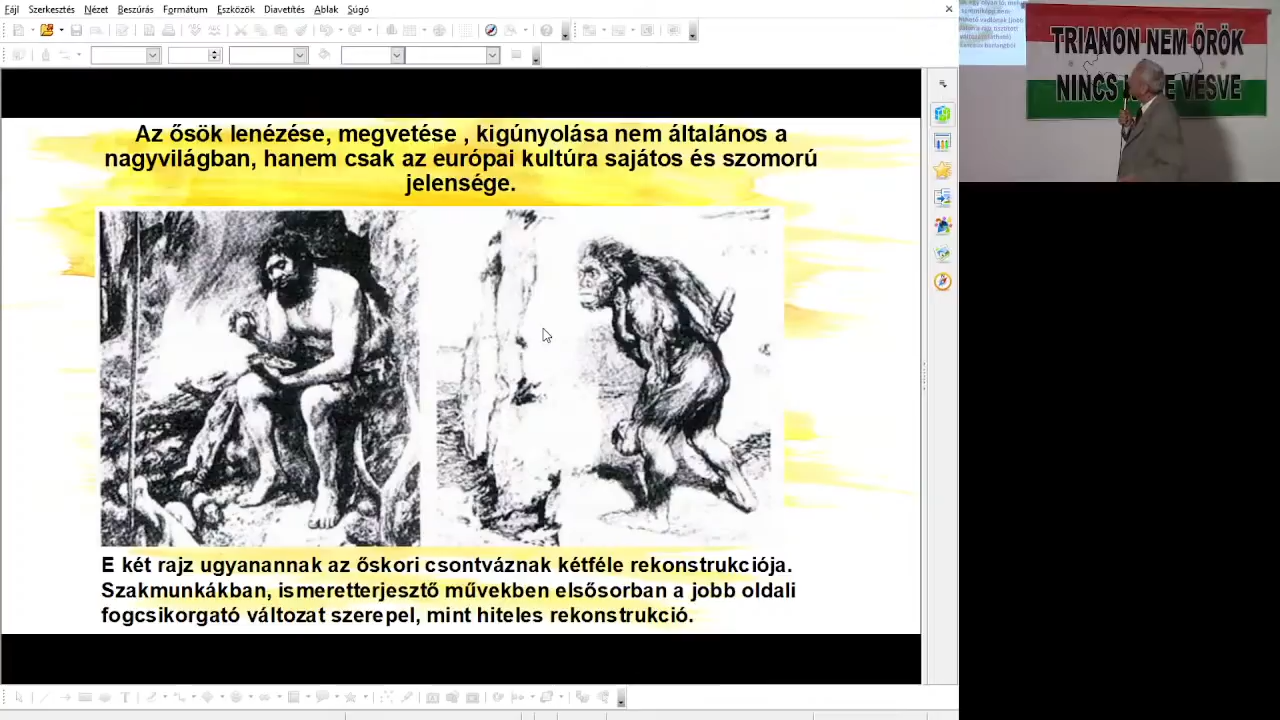 Fájl Szerkesztés Nézet Beszúrás Formátum Eszközök Diavetítés Ablak Súgó
Az ősök lenézése, megvetése , kigúnyolása nem általános a
nagyvilágban, hanem csak az európai kultúra sajátos és szomorú
jelensége.
E két rajz ugyanannak az őskori csontváznak kétféle rekonstrukciója.
Szakmunkákban, ismeretterjesztő művekben elsősorban a jobb oldali
fogcsikorgató változat szerepel, mint hiteles rekonstrukció.
TRIANON NEM ÖRÖK
NINCS VÉSVE